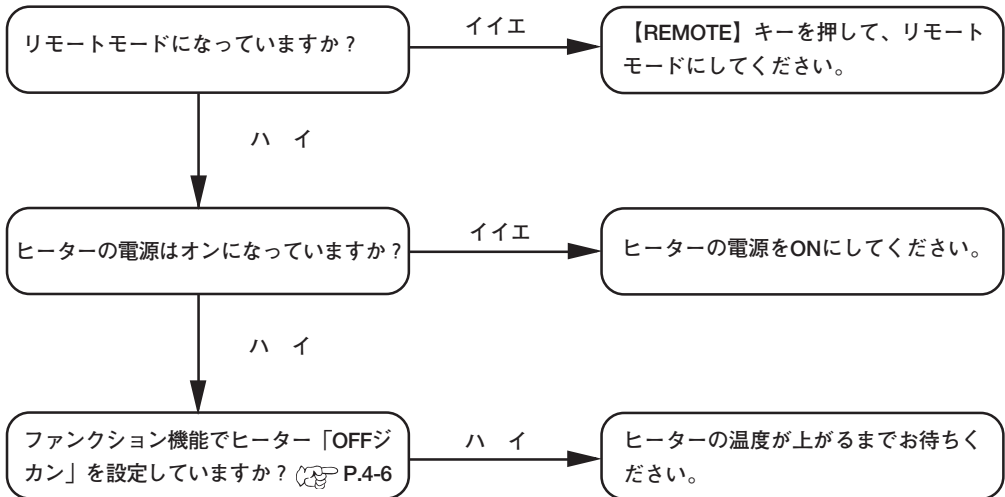 リモートモードになっていますか？
イイエ
【REMOTE】キーを押して、リモート
モードにしてください。
ハ イ
ヒーターの電源はオンになっていますか？
イイエ
ヒーターの電源をONにしてください。
ハ イ
ファンクション機能でヒーター「OFFジ
カン」を設定していますか？ P.4-6
ハ イ
ヒーターの温度が上がるまでお待ちく
ださい。